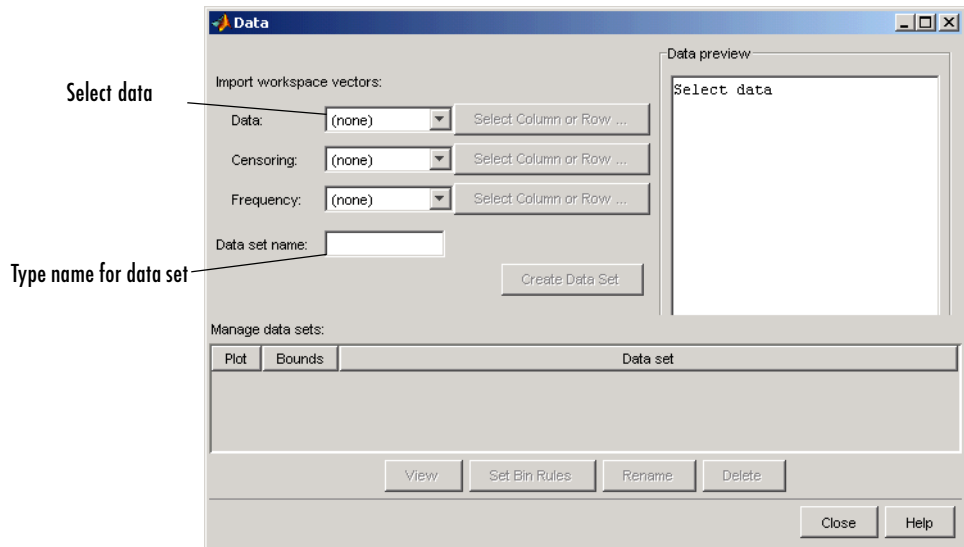 Data
Data preview
Import workspace vectors:
Select data
Select data
Data: (none) Select Column or Row ...
Censoring: (none) Select Column or Row ...
Frequency: (none) Select Column or Row ...
Data set name:
Type name for data set
Create Data Set
Manage data sets:
Plot Bounds Data set
View Set Bin Rules Rename Delete
Close Help